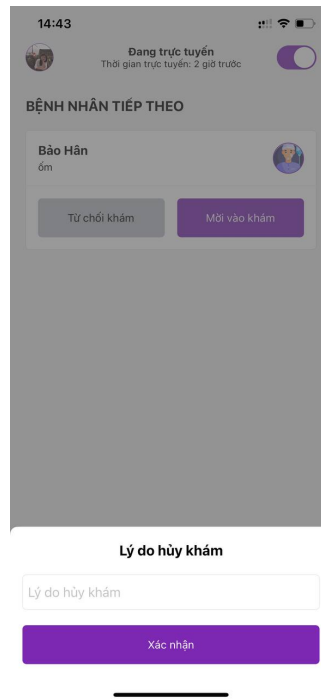 14:43
Đang trực tuyến
Thời gian trực tuyến: 2 giờ trước
BỆNH NHÂN TIẾP THEO
Bảo Hân
ốm
Từ chối khám
Mời vào khám
Lý do hủy khám
Lý do hủy khám
Xác nhận